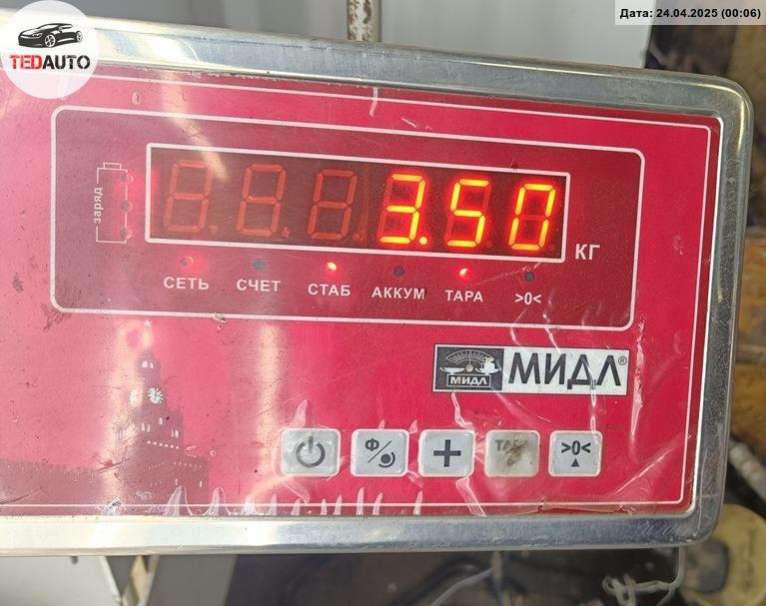 Дата: 24.04.2025 (00:06)
TEDAUTO
заряд
3.50
КГ
СЕТЬ СЧЕТ СТАБ АККУМ ТАРА >0<
МИДЛ МИДЛ®
Ф + ТАРА >0<